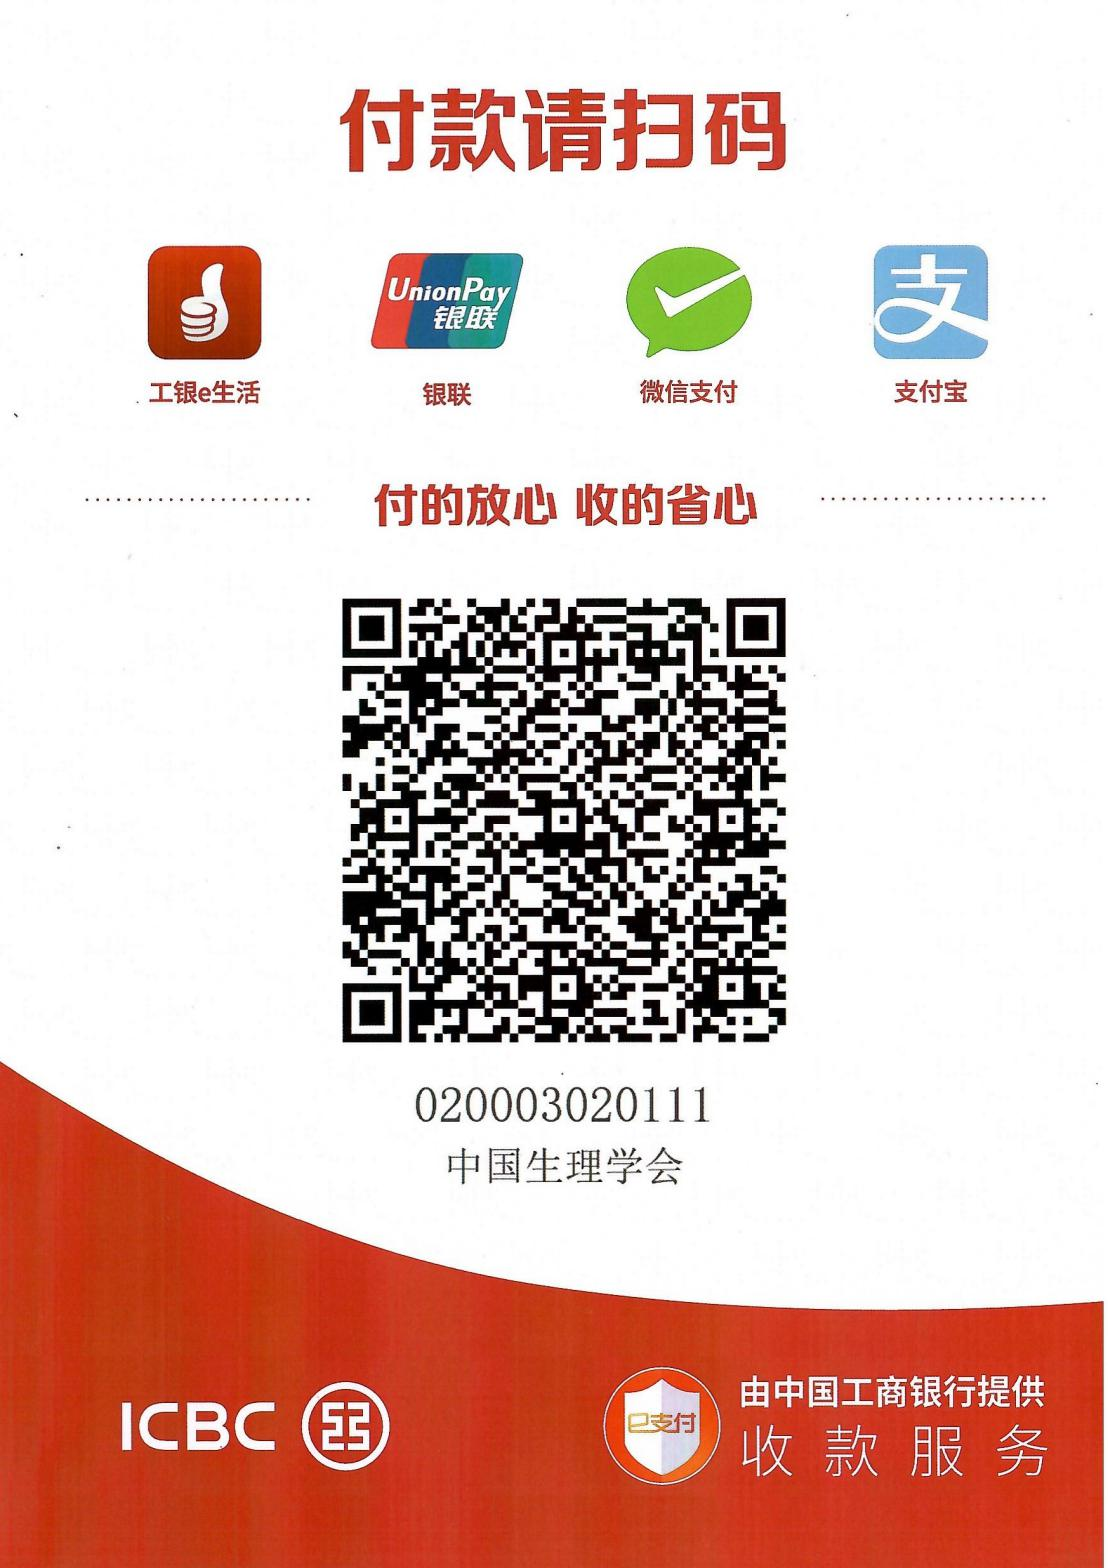 付款请扫码
UnionPay
银联
支
工银e生活
银联
微信支付
支付宝
付的放心 收的省心
020003020111
中国生理学会
ICBC
e支付
由中国工商银行提供
收款服务